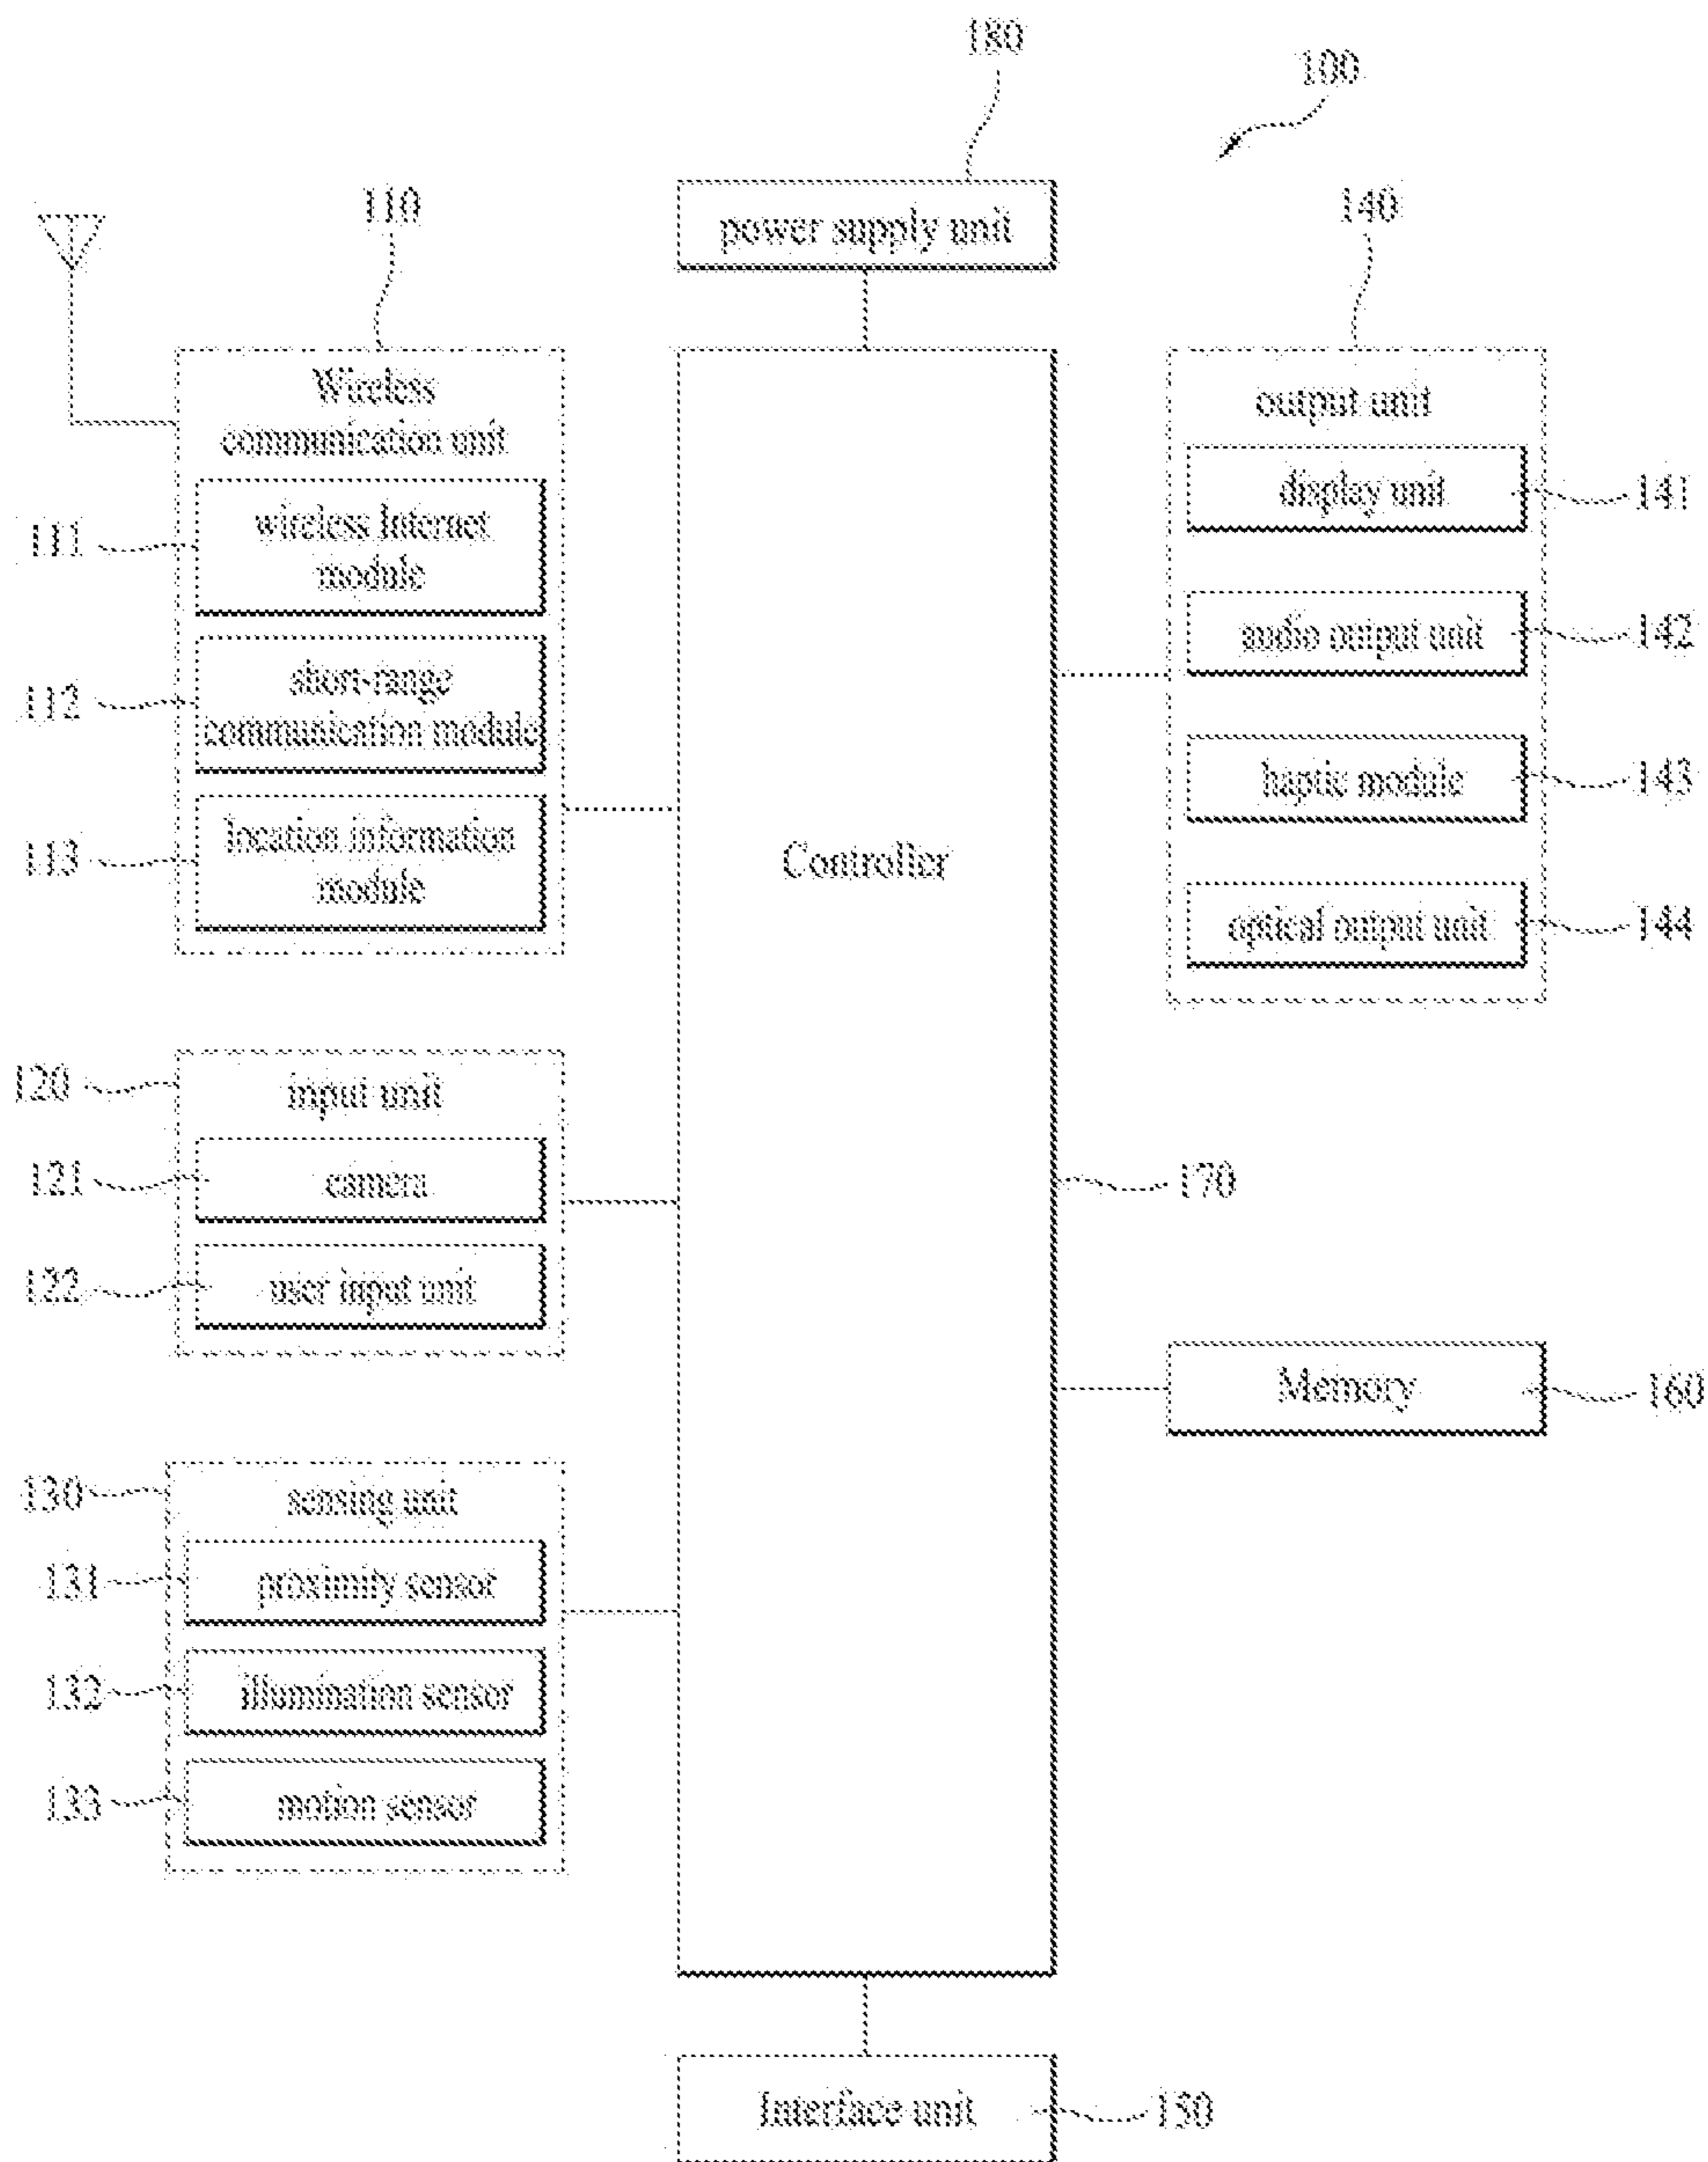 180
100
110
power supply unit
140
Wireless
communication unit
output unit
display unit
141
111
wireless Internet
module
audio output unit
142
112
short-range
communication module
haptic module
143
113
location information
module
Controller
optical output unit
144
120
input unit
121
camera
170
122
user input unit
Memory
160
130
sensing unit
131
proximity sensor
132
illumination sensor
133
motion sensor
Interface unit
150